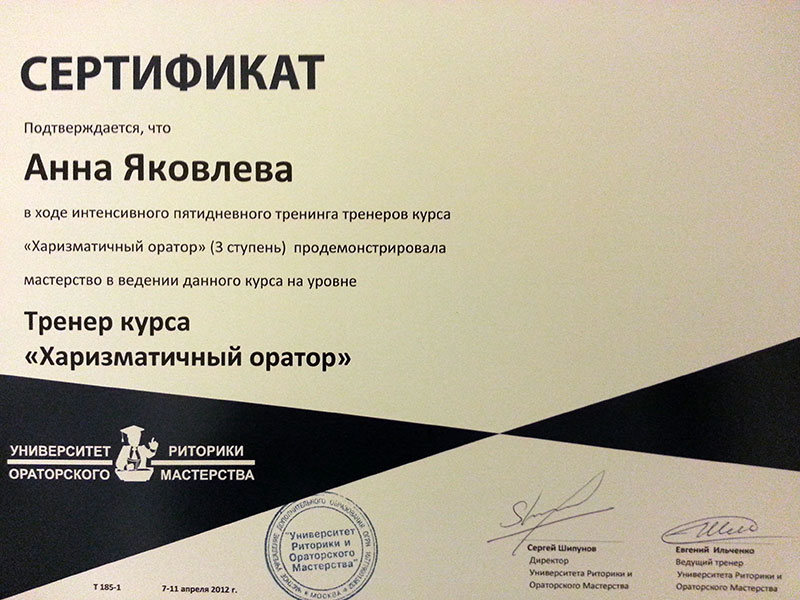 СЕРТИФИКАТ
Подтверждается, что
Анна Яковлева
в ходе интенсивного пятидневного тренинга тренеров курса
«Харизматичный оратор» (3 ступень) продемонстрировала
мастерство в ведении данного курса на уровне
Тренер курса
«Харизматичный оратор»
УНИВЕРСИТЕТ РИТОРИКИ
ОРАТОРСКОГО МАСТЕРСТВА
"Университет
Риторики и
Ораторского
Мастерства"
МОСКВА
Сергей Шипунов
Директор
Университета Риторики и
Ораторского Мастерства
Евгений Ильченко
Ведущий тренер
Университета Риторики и
Ораторского Мастерства
Т 185-1 7-11 апреля 2012 г.